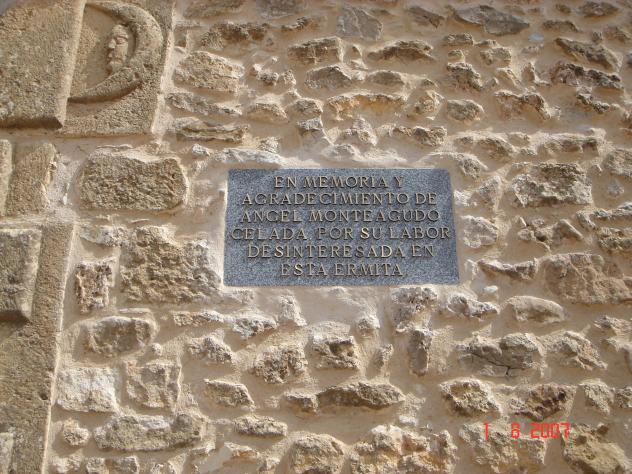 EN MEMORIA Y
AGRADECIMIENTO DE
ANGEL MONTEAGUDO
CELADA, POR SU LABOR
DESINTERESADA EN
ESTA ERMITA
1 8 2007